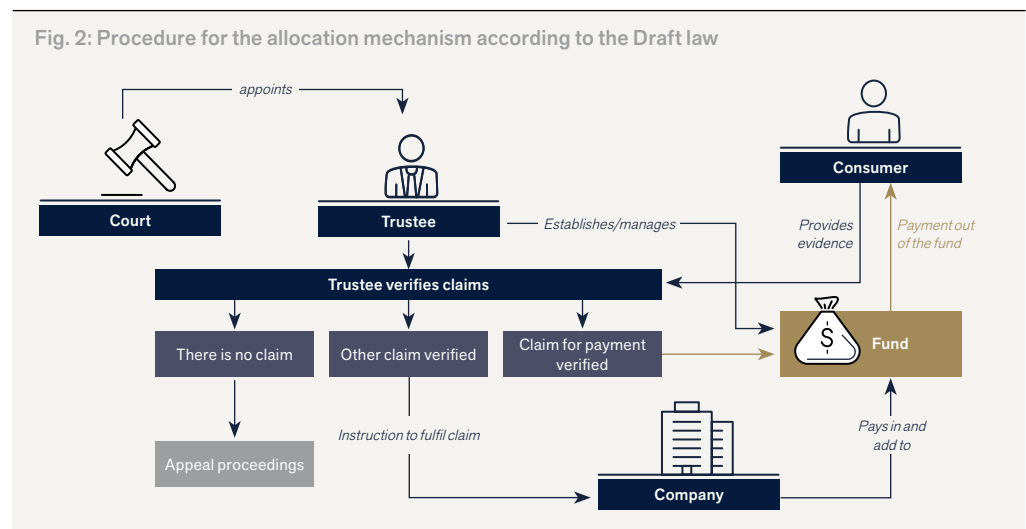 Fig. 2: Procedure for the allocation mechanism according to the Draft law
appoints
Court
Trustee
Consumer
Establishes/manages
Provides
evidence
Payment out
of the fund
Trustee verifies claims
There is no claim
Other claim verified
Claim for payment
verified
$
Fund
Instruction to fulfil claim
Pays in and
add to
Appeal proceedings
Company